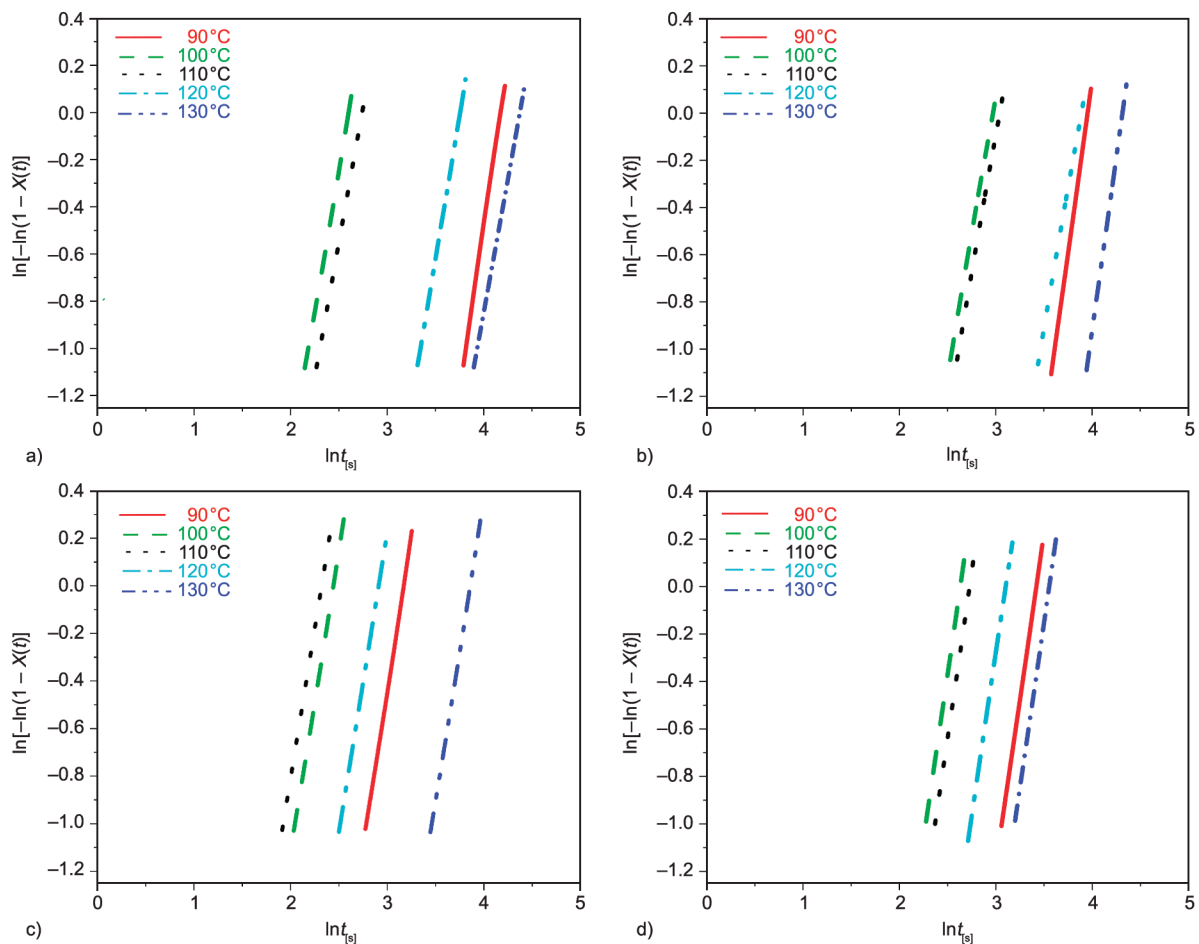 0.4
0.2
0.0
–0.2
–0.4
–0.6
–0.8
–1.0
–1.2
ln[–ln(1 – X(t)]
90°C
100°C
110°C
120°C
130°C
0 1 2 3 4 5
a)
lnt[s]
0.4
0.2
0.0
–0.2
–0.4
–0.6
–0.8
–1.0
–1.2
ln[–ln(1 – X(t)]
90°C
100°C
110°C
120°C
130°C
0 1 2 3 4 5
b)
lnt[s]
0.4
0.2
0.0
–0.2
–0.4
–0.6
–0.8
–1.0
–1.2
ln[–ln(1 – X(t)]
90°C
100°C
110°C
120°C
130°C
0 1 2 3 4 5
c)
lnt[s]
0.4
0.2
0.0
–0.2
–0.4
–0.6
–0.8
–1.0
–1.2
ln[–ln(1 – X(t)]
90°C
100°C
110°C
120°C
130°C
0 1 2 3 4 5
d)
lnt[s]